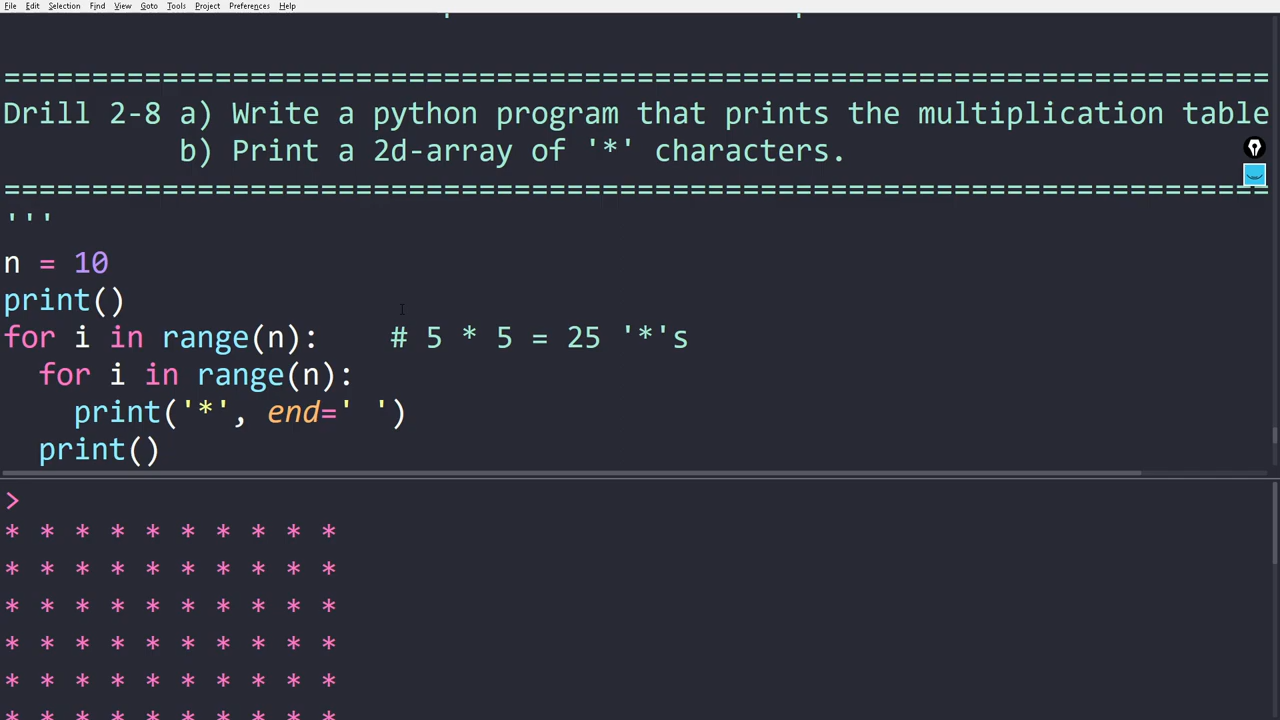 File Edit Selection Find View Goto Tools Project Preferences Help
========================================================================
Drill 2-8 a) Write a python program that prints the multiplication table
b) Print a 2d-array of '*' characters.
========================================================================
'''
n = 10
print()
for i in range(n):    # 5 * 5 = 25 '*'s
  for i in range(n):
    print('*', end=' ')
  print()
>
* * * * * * * * * *
* * * * * * * * * *
* * * * * * * * * *
* * * * * * * * * *
* * * * * * * * * *
* * * * * * * * * *